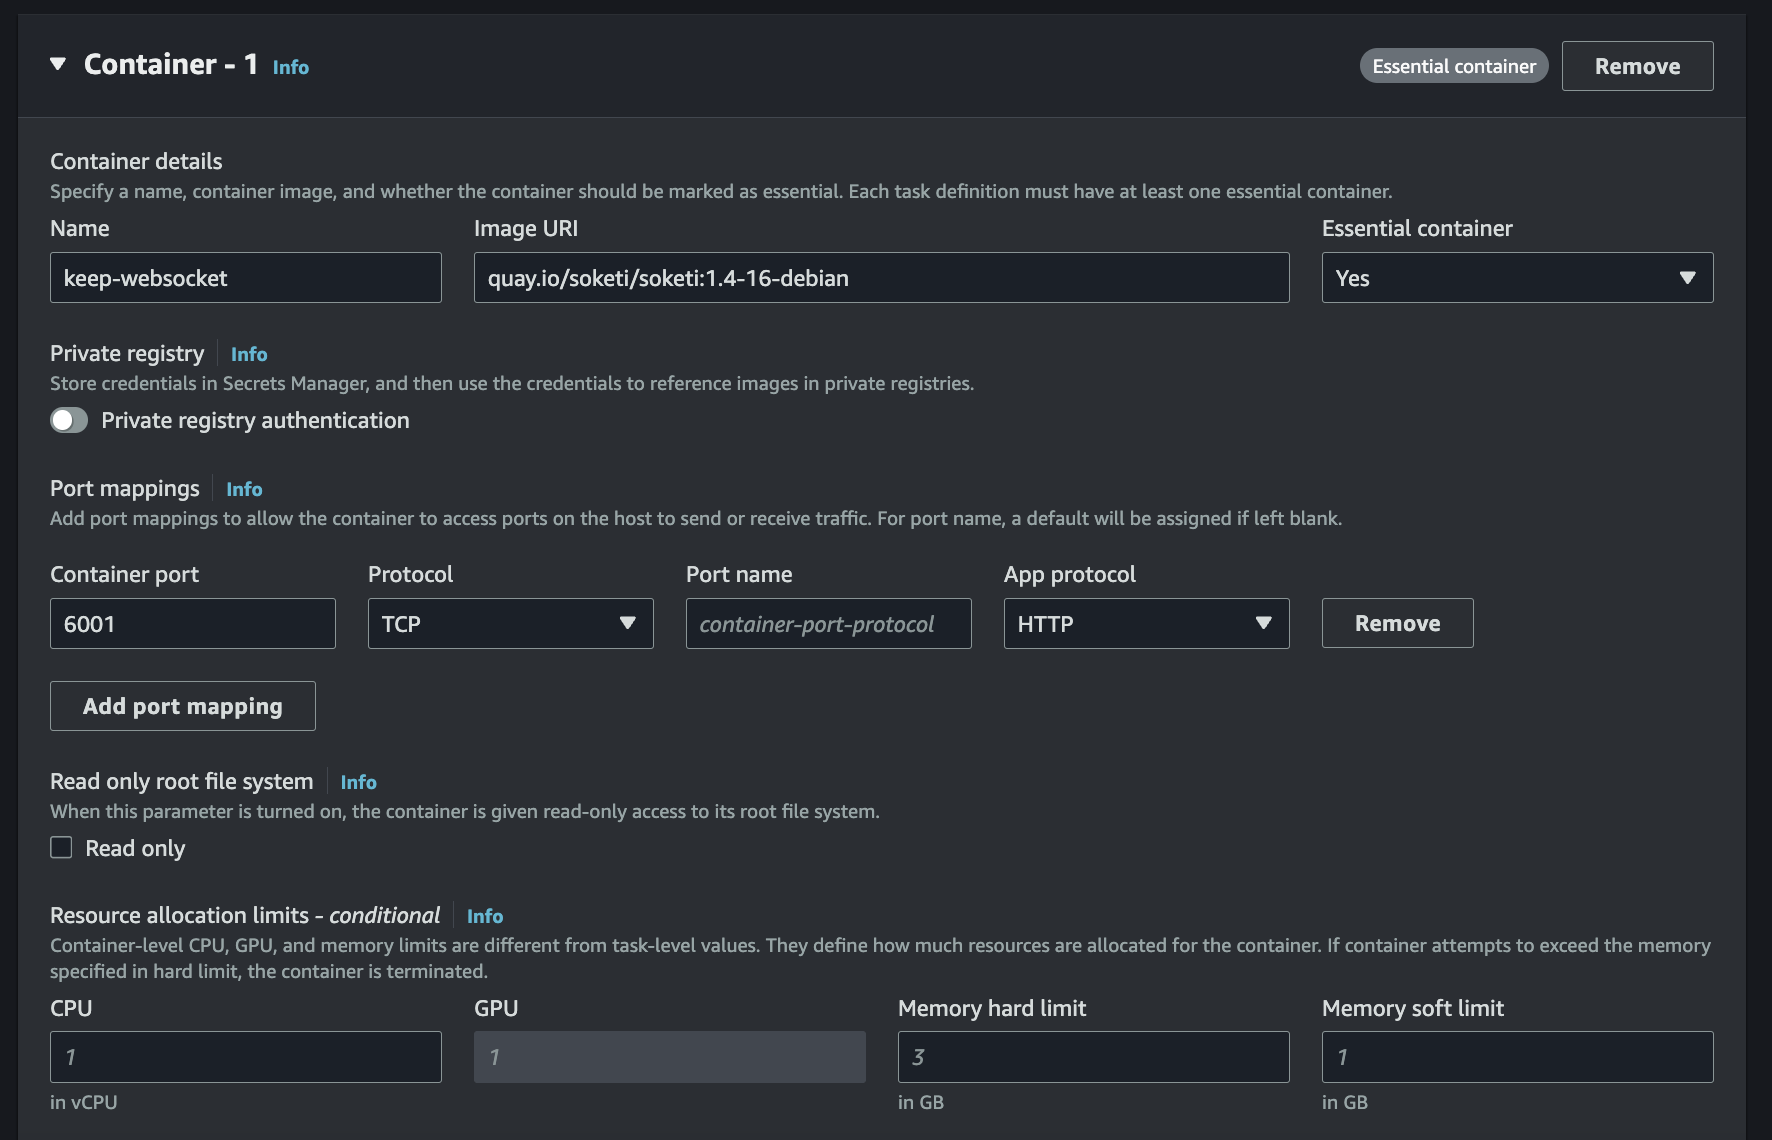 Container - 1 Info Essential container Remove
Container details
Specify a name, container image, and whether the container should be marked as essential. Each task definition must have at least one essential container.
Name Image URI Essential container
keep-websocket quay.io/soketi/soketi:1.4-16-debian Yes
Private registry Info
Store credentials in Secrets Manager, and then use the credentials to reference images in private registries.
Private registry authentication
Port mappings Info
Add port mappings to allow the container to access ports on the host to send or receive traffic. For port name, a default will be assigned if left blank.
Container port Protocol Port name App protocol
6001 TCP container-port-protocol HTTP Remove
Add port mapping
Read only root file system Info
When this parameter is turned on, the container is given read-only access to its root file system.
Read only
Resource allocation limits - conditional Info
Container-level CPU, GPU, and memory limits are different from task-level values. They define how much resources are allocated for the container. If container attempts to exceed the memory
specified in hard limit, the container is terminated.
CPU GPU Memory hard limit Memory soft limit
1 1 3 1
in vCPU in GB in GB